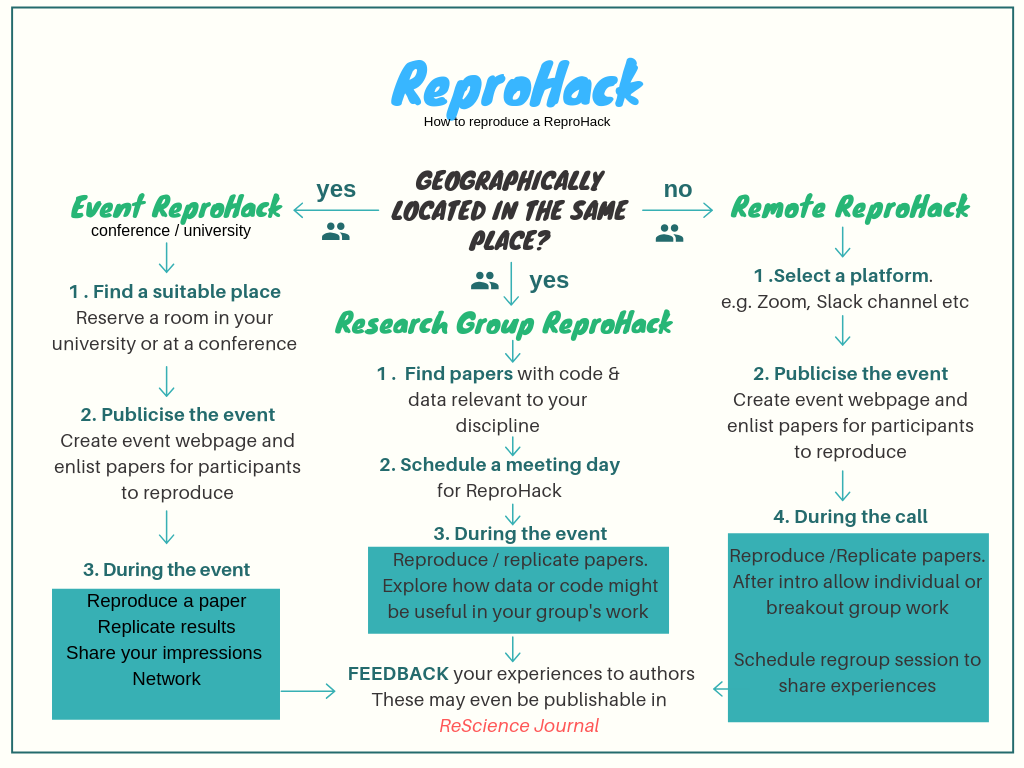 ReproHack
How to reproduce a ReproHack
GEOGRAPHICALLY
LOCATED IN THE SAME
PLACE?
yes
no
yes
Event ReproHack
conference / university
1 . Find a suitable place
Reserve a room in your
university or at a conference
2. Publicise the event
Create event webpage and
enlist papers for participants
to reproduce
3. During the event
Reproduce a paper
Replicate results
Share your impressions
Network
Research Group ReproHack
1 . Find papers with code &
data relevant to your
discipline
2. Schedule a meeting day
for ReproHack
3. During the event
Reproduce / replicate papers.
Explore how data or code might
be useful in your group's work
Remote ReproHack
1 .Select a platform.
e.g. Zoom, Slack channel etc
2. Publicise the event
Create event webpage and
enlist papers for participants
to reproduce
4. During the call
Reproduce /Replicate papers.
After intro allow individual or
breakout group work
Schedule regroup session to
share experiences
FEEDBACK your experiences to authors
These may even be publishable in
ReScience Journal